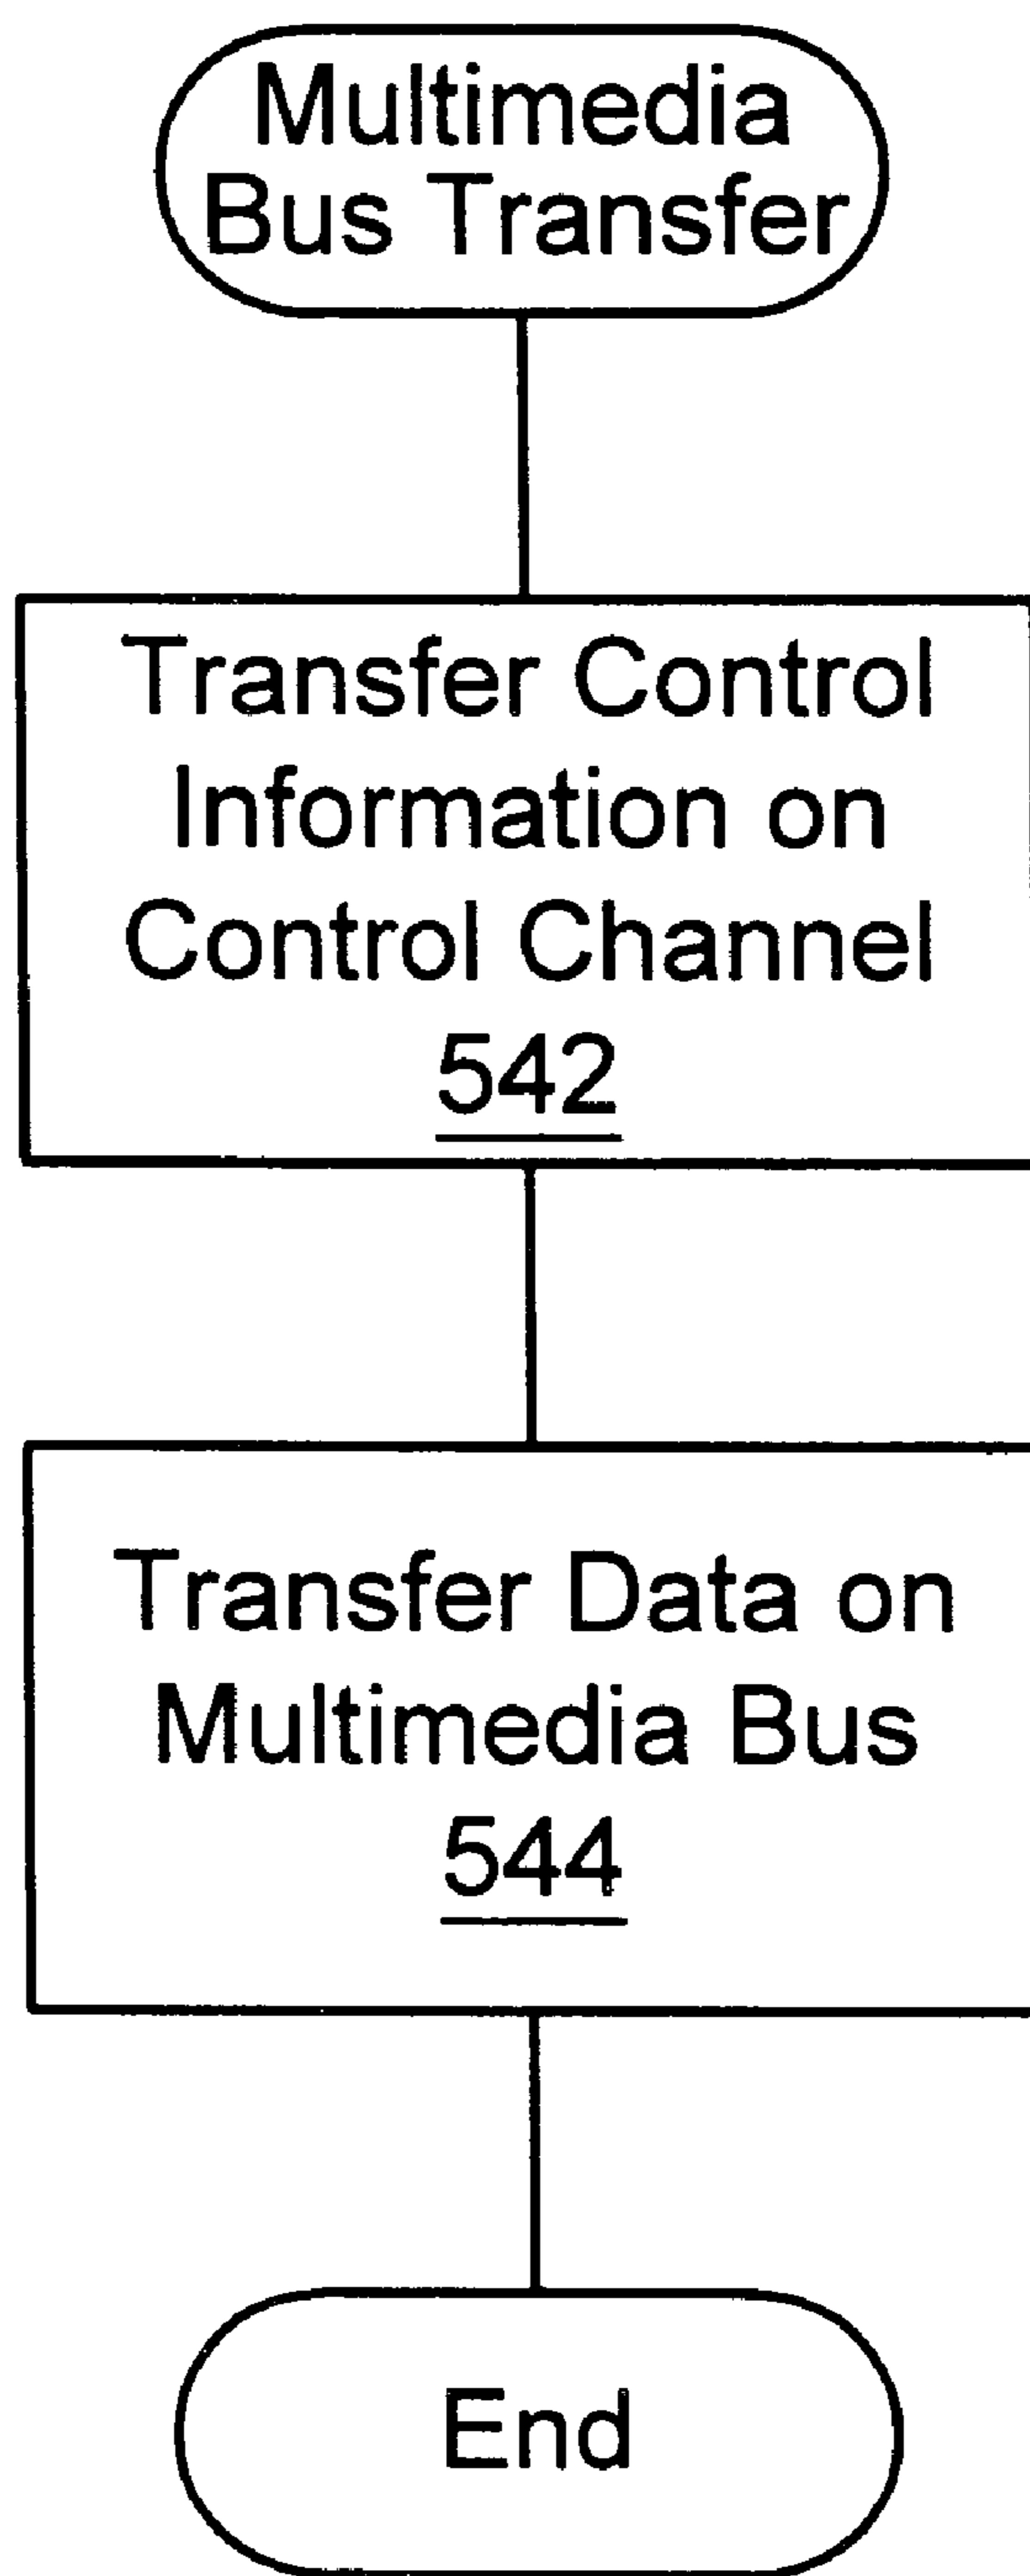 Multimedia
Bus Transfer
Transfer Control
Information on
Control Channel
542
Transfer Data on
Multimedia Bus
544
End